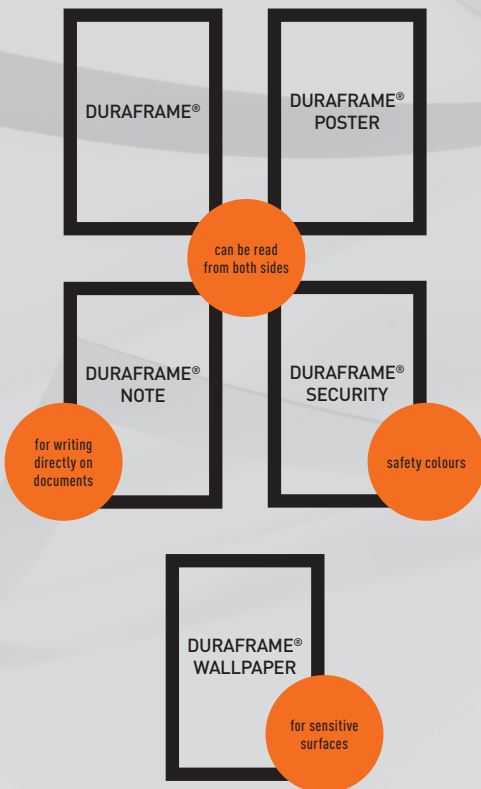 DURAFRAME®
DURAFRAME®
POSTER
can be read
from both sides
DURAFRAME®
NOTE
DURAFRAME®
SECURITY
for writing
directly on
documents
safety colours
DURAFRAME®
WALLPAPER
for sensitive
surfaces